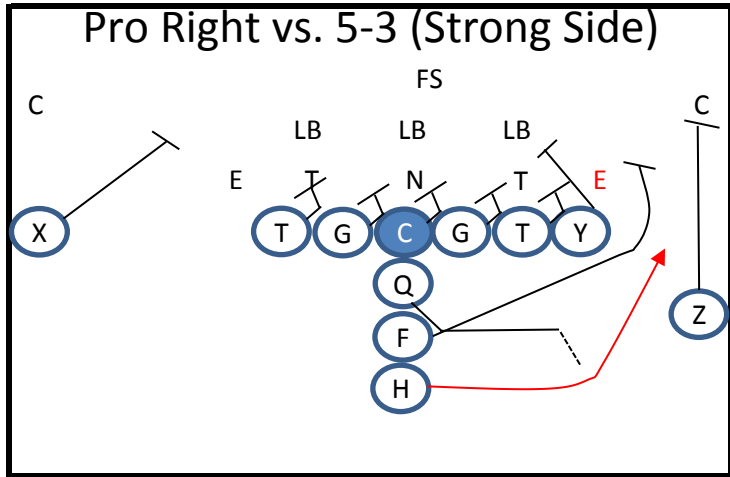 Pro Right vs. 5-3 (Strong Side)
FS
C C
LB LB LB
E T N T E
X T G C G T Y
Q
Z
F
H